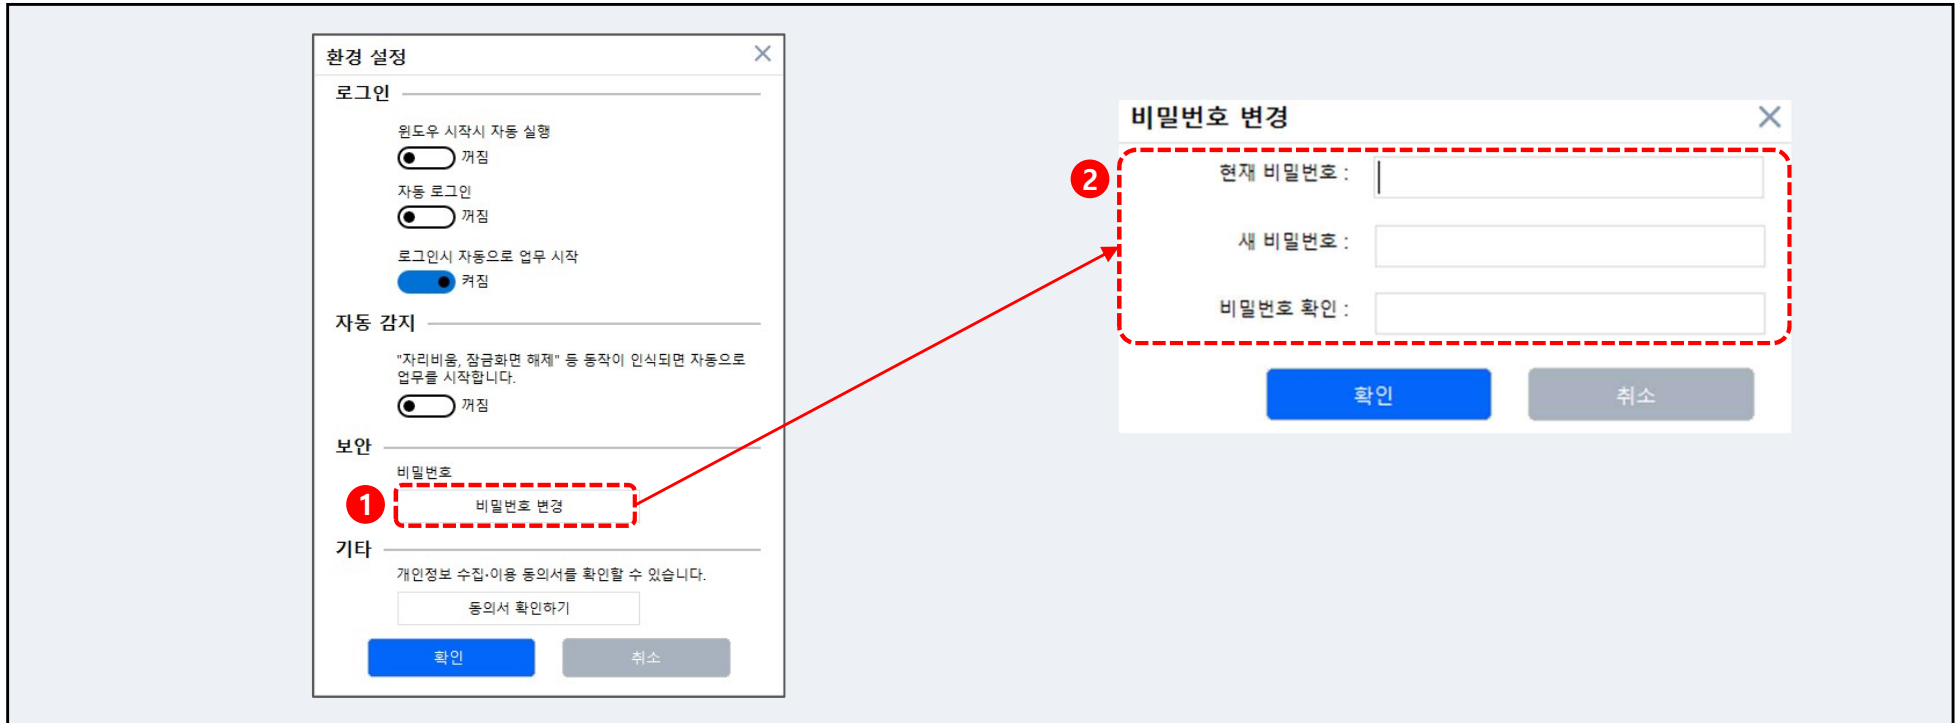 환경 설정
로그인
윈도우 시작시 자동 실행
꺼짐
자동 로그인
꺼짐
로그인시 자동으로 업무 시작
켜짐
자동 감지
"자리비움, 잠금화면 해제" 등 동작이 인식되면 자동으로
업무를 시작합니다.
꺼짐
보안
비밀번호
1
비밀번호 변경
기타
개인정보 수집·이용 동의서를 확인할 수 있습니다.
동의서 확인하기
확인 취소
비밀번호 변경
2
현재 비밀번호 :
새 비밀번호 :
비밀번호 확인 :
확인 취소